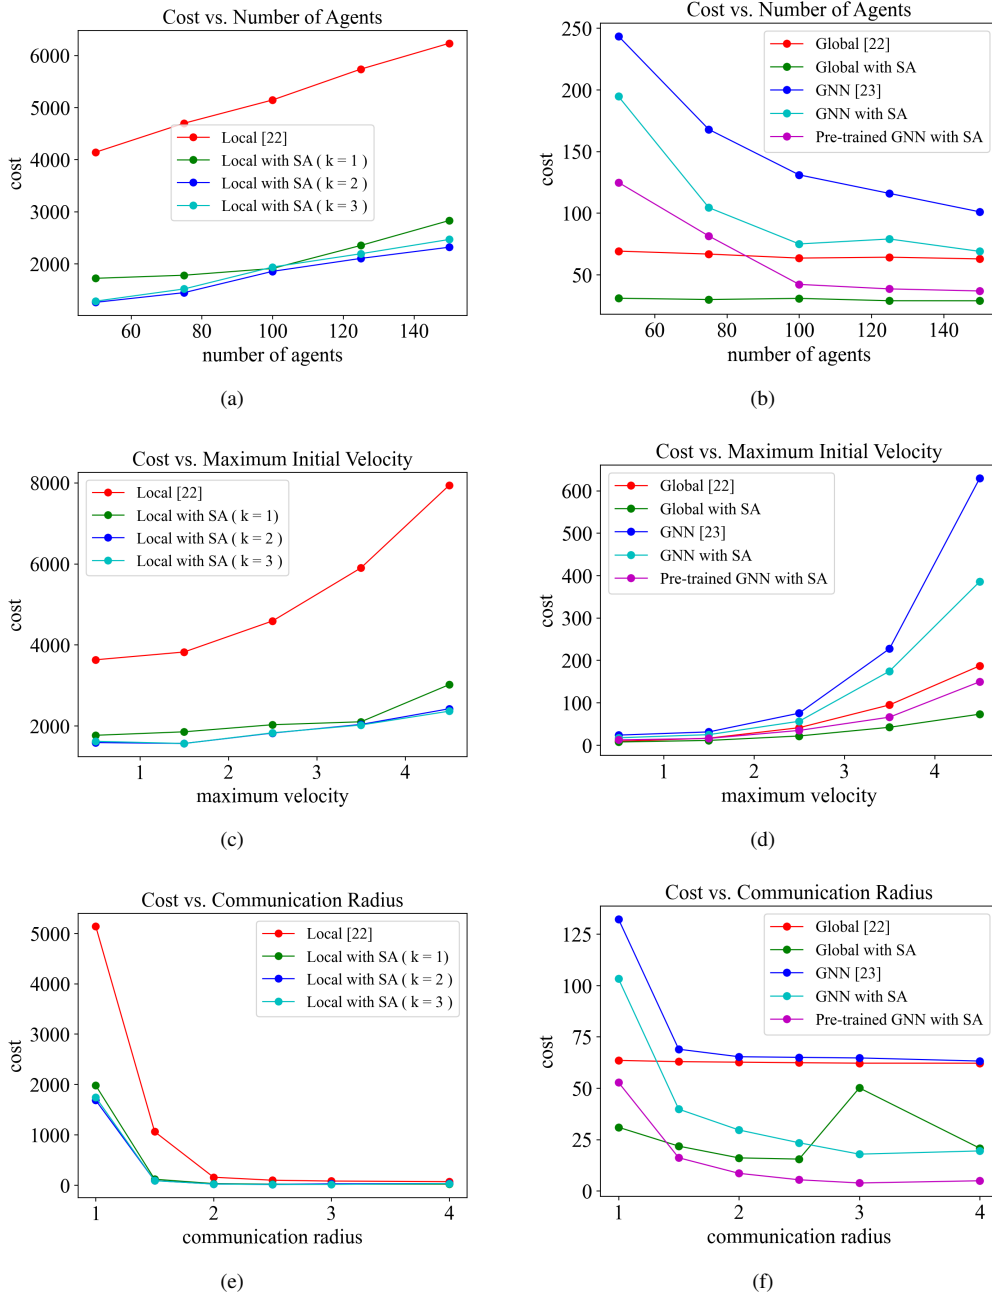 Cost vs. Number of Agents
6000
5000
4000
3000
2000
cost
Local [22]
Local with SA ( k = 1 )
Local with SA ( k = 2 )
Local with SA ( k = 3 )
60 80 100 120 140
number of agents
(a)
Cost vs. Number of Agents
250
200
150
100
50
cost
Global [22]
Global with SA
GNN [23]
GNN with SA
Pre-trained GNN with SA
60 80 100 120 140
number of agents
(b)
Cost vs. Maximum Initial Velocity
8000
6000
4000
2000
cost
Local [22]
Local with SA ( k = 1)
Local with SA ( k = 2 )
Local with SA ( k = 3 )
1 2 3 4
maximum velocity
(c)
Cost vs. Maximum Initial Velocity
600
500
400
300
200
100
0
cost
Global [22]
Global with SA
GNN [23]
GNN with SA
Pre-trained GNN with SA
1 2 3 4
maximum velocity
(d)
Cost vs. Communication Radius
5000
4000
3000
2000
1000
0
cost
Local [22]
Local with SA ( k = 1)
Local with SA ( k = 2 )
Local with SA ( k = 3 )
1 2 3 4
communication radius
(e)
Cost vs. Communication Radius
125
100
75
50
25
0
cost
Global [22]
Global with SA
GNN [23]
GNN with SA
Pre-trained GNN with SA
1 2 3 4
communication radius
(f)